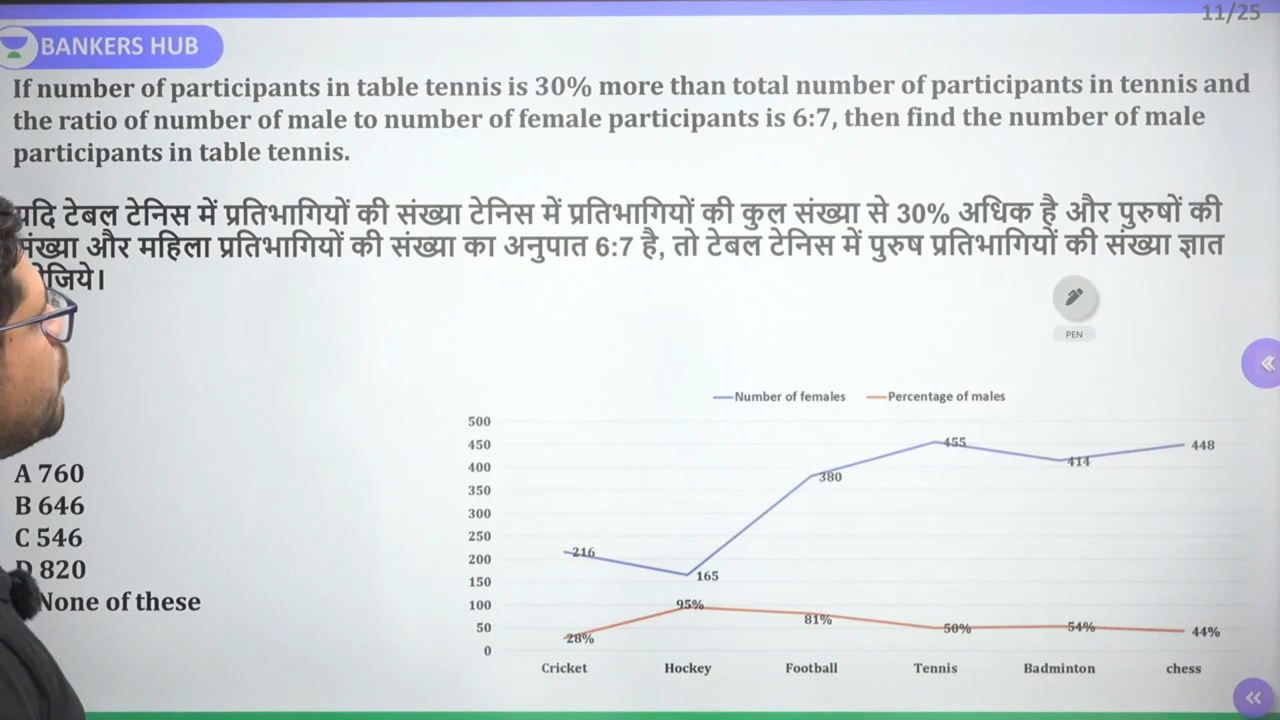 11/25
BANKERS HUB
If number of participants in table tennis is 30% more than total number of participants in tennis and
the ratio of number of male to number of female participants is 6:7, then find the number of male
participants in table tennis.
यदि टेबल टेनिस में प्रतिभागियों की संख्या टेनिस में प्रतिभागियों की कुल संख्या से 30% अधिक है और पुरुषों की
संख्या और महिला प्रतिभागियों की संख्या का अनुपात 6:7 है, तो टेबल टेनिस में पुरुष प्रतिभागियों की संख्या ज्ञात
जिये।
PEN
A 760
B 646
C 546
D 820
None of these
Number of females Percentage of males
500
450
400
350
300
250
200
150
100
50
0
216
165
380
455
414
448
28%
95%
81%
50%
54%
44%
Cricket Hockey Football Tennis Badminton chess